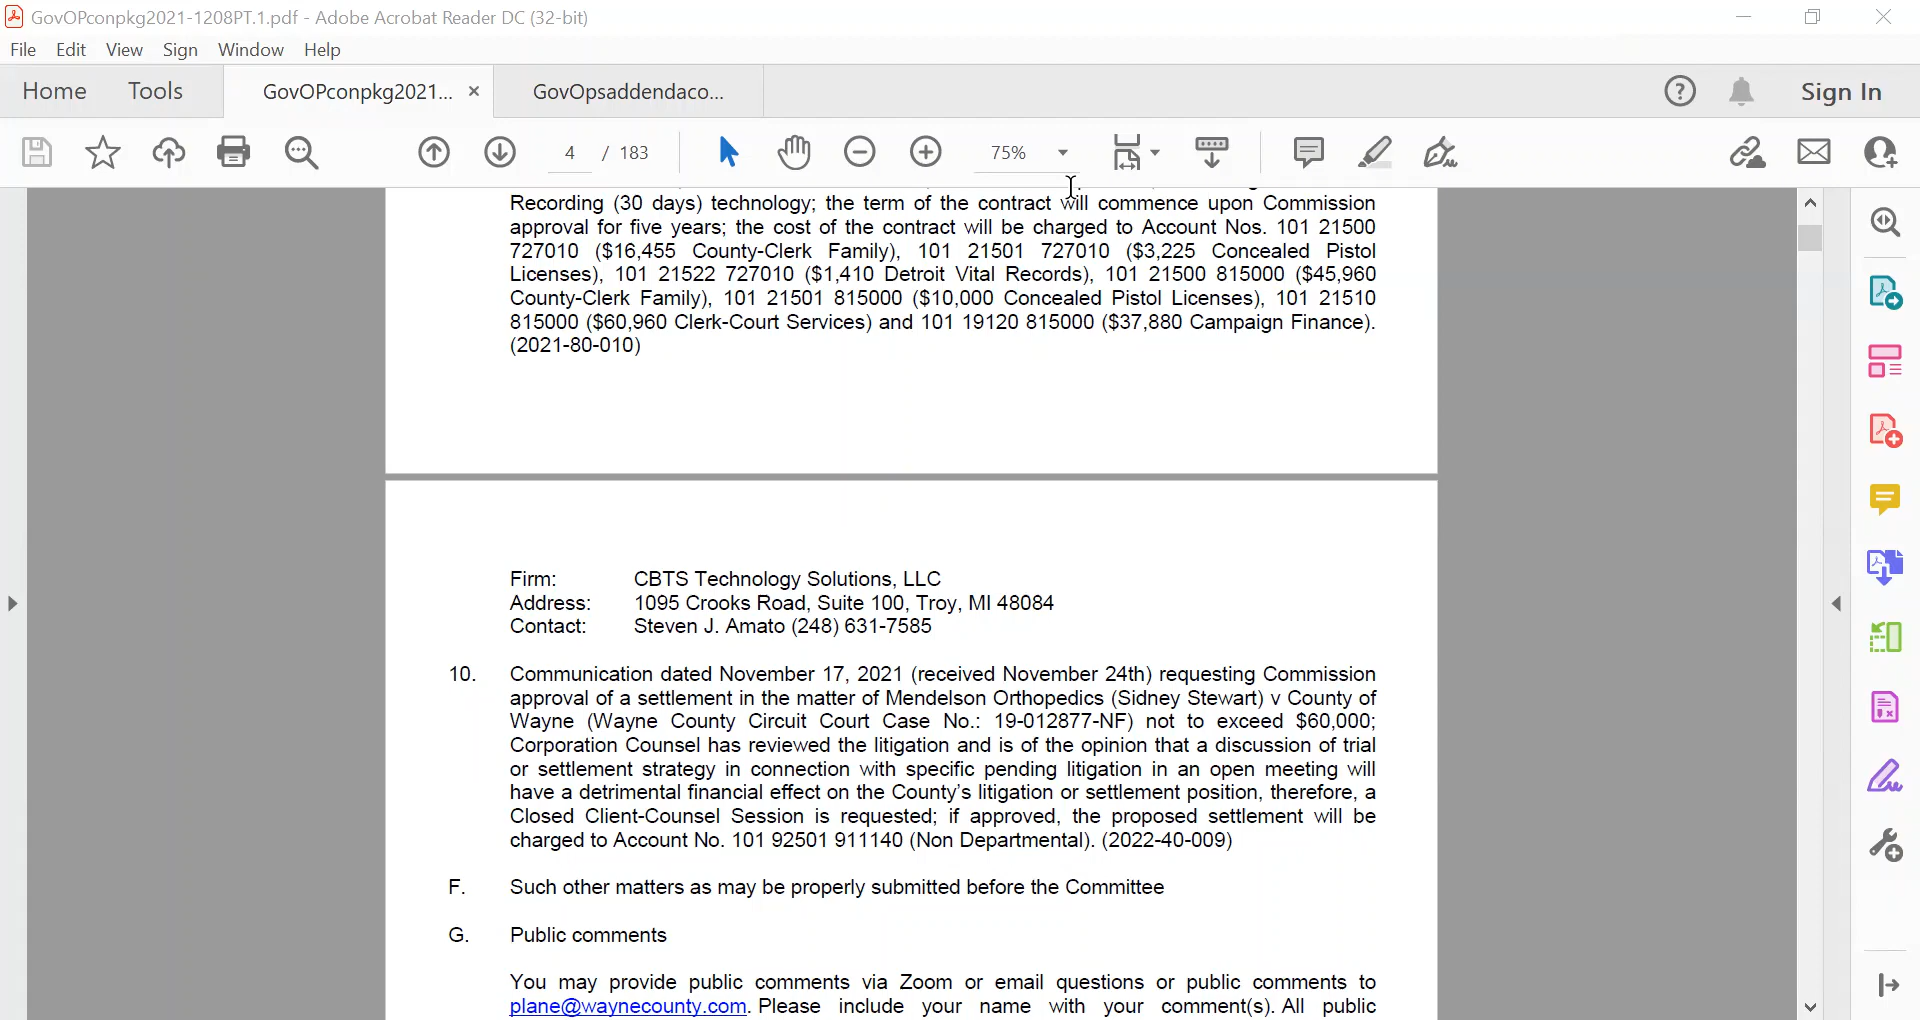 GovOPconpkg2021-1208PT.1.pdf - Adobe Acrobat Reader DC (32-bit)
File Edit View Sign Window Help
Home Tools GovOPconpkg2021... × GovOpsaddendaco... Sign In
4 / 183 75%
Recording (30 days) technology; the term of the contract will commence upon Commission
approval for five years; the cost of the contract will be charged to Account Nos. 101 21500
727010 ($16,455 County-Clerk Family), 101 21501 727010 ($3,225 Concealed Pistol
Licenses), 101 21522 727010 ($1,410 Detroit Vital Records), 101 21500 815000 ($45,960
County-Clerk Family), 101 21501 815000 ($10,000 Concealed Pistol Licenses), 101 21510
815000 ($60,960 Clerk-Court Services) and 101 19120 815000 ($37,880 Campaign Finance).
(2021-80-010)
Firm: CBTS Technology Solutions, LLC
Address: 1095 Crooks Road, Suite 100, Troy, MI 48084
Contact: Steven J. Amato (248) 631-7585
10. Communication dated November 17, 2021 (received November 24th) requesting Commission
approval of a settlement in the matter of Mendelson Orthopedics (Sidney Stewart) v County of
Wayne (Wayne County Circuit Court Case No.: 19-012877-NF) not to exceed $60,000;
Corporation Counsel has reviewed the litigation and is of the opinion that a discussion of trial
or settlement strategy in connection with specific pending litigation in an open meeting will
have a detrimental financial effect on the County's litigation or settlement position, therefore, a
Closed Client-Counsel Session is requested; if approved, the proposed settlement will be
charged to Account No. 101 92501 911140 (Non Departmental). (2022-40-009)
F. Such other matters as may be properly submitted before the Committee
G. Public comments
You may provide public comments via Zoom or email questions or public comments to
plane@waynecounty.com. Please include your name with your comment(s). All public